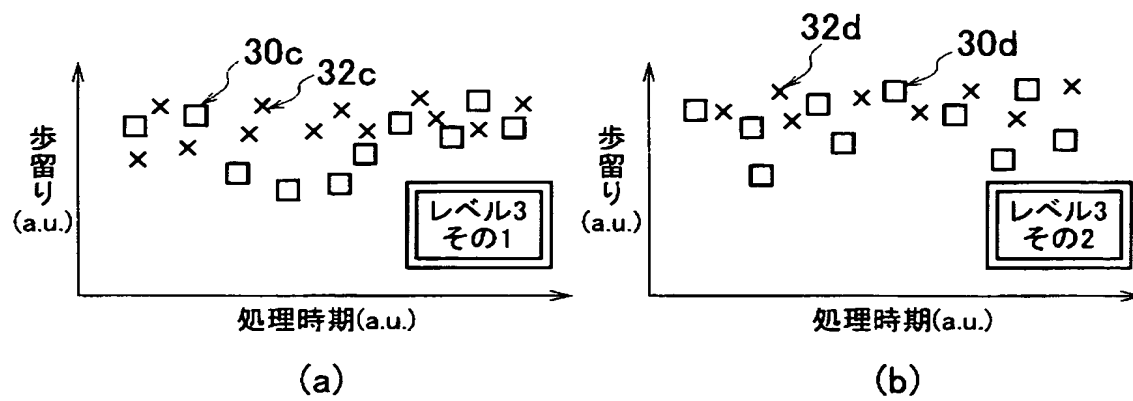 30c
32c
歩留り
(a.u.)
レベル3
その1
処理時期(a.u.)
(a)
32d
30d
歩留り
(a.u.)
レベル3
その2
処理時期(a.u.)
(b)